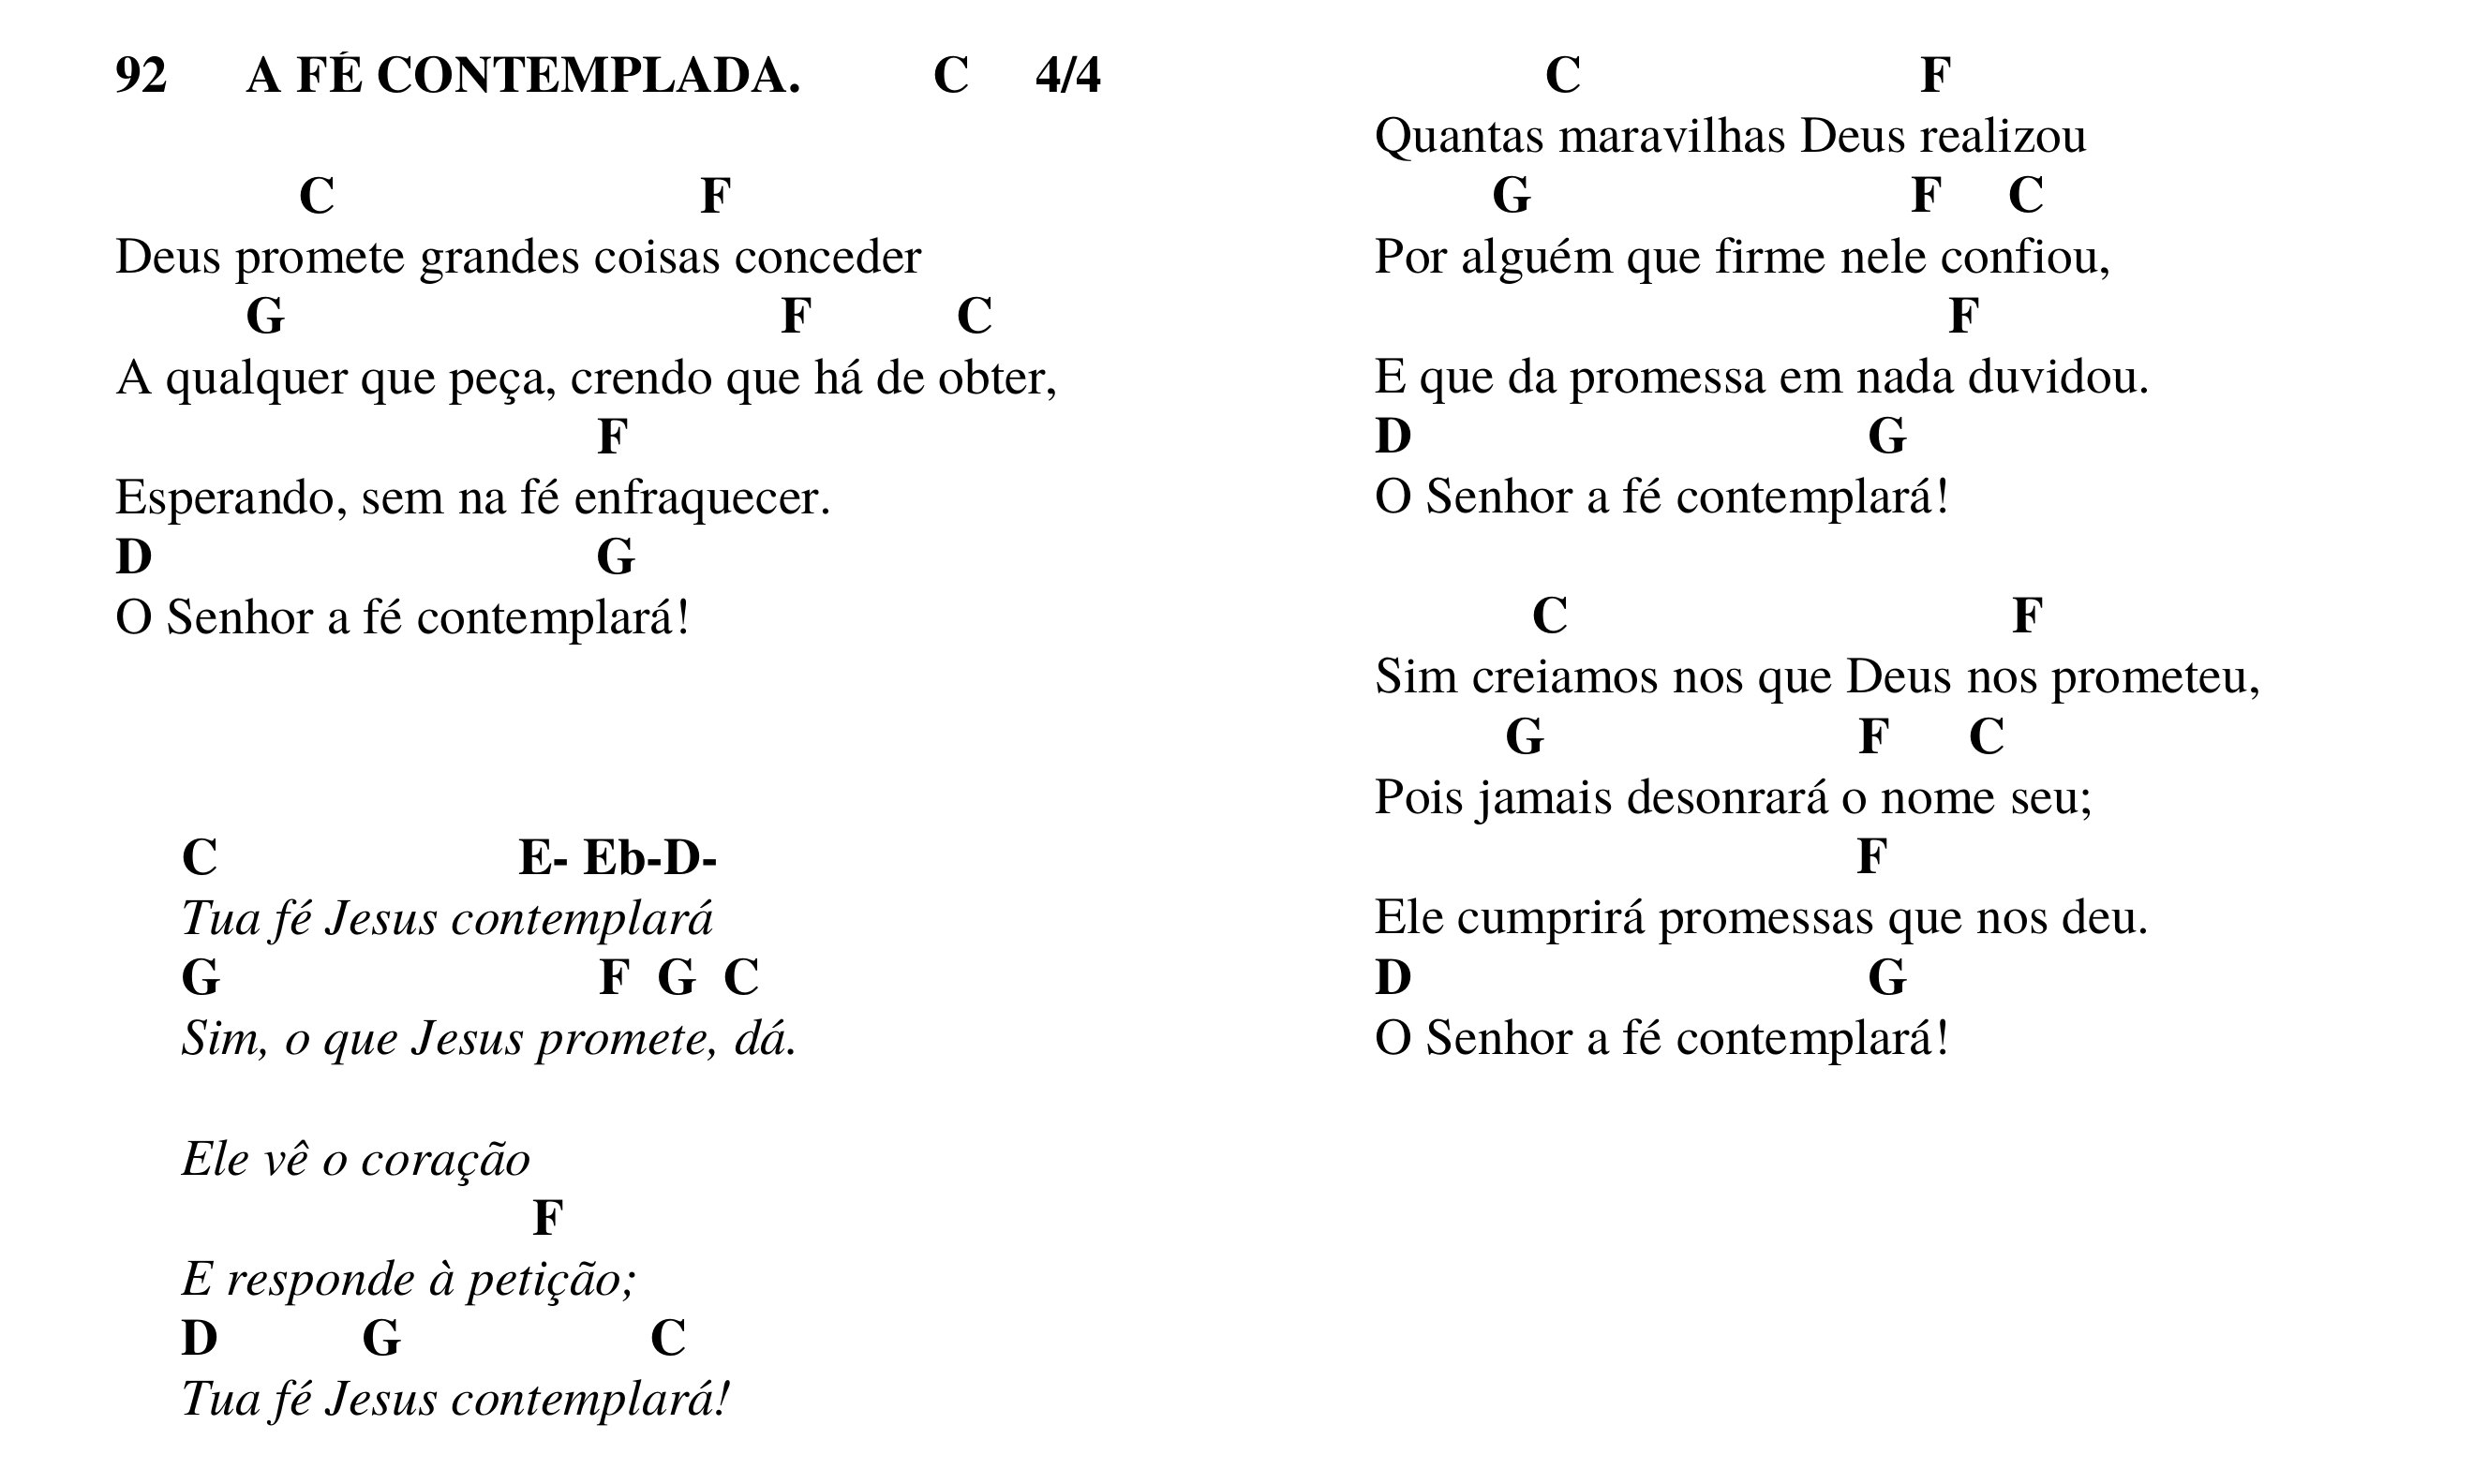 92 A FÉ CONTEMPLADA. C 4/4
C F
Deus promete grandes coisas conceder
G F C
A qualquer que peça, crendo que há de obter,
F
Esperando, sem na fé enfraquecer.
D G
O Senhor a fé contemplará!
C E- Eb-D-
Tua fé Jesus contemplará
G F G C
Sim, o que Jesus promete, dá.
Ele vê o coração
F
E responde à petição;
D G C
Tua fé Jesus contemplará!
C F
Quantas maravilhas Deus realizou
G F C
Por alguém que firme nele confiou,
F
E que da promessa em nada duvidou.
D G
O Senhor a fé contemplará!
C F
Sim creiamos nos que Deus nos prometeu,
G F C
Pois jamais desonrará o nome seu;
F
Ele cumprirá promessas que nos deu.
D G
O Senhor a fé contemplará!